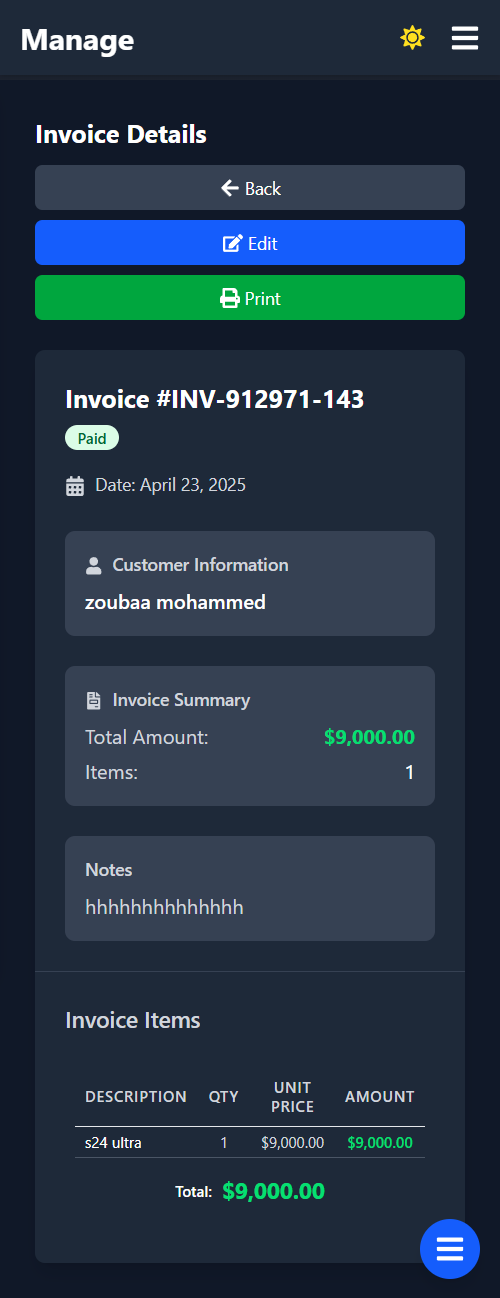 Manage
Invoice Details
Back
Edit
Print
Invoice #INV-912971-143
Paid
Date: April 23, 2025
Customer Information
zoubaa mohammed
Invoice Summary
Total Amount: $9,000.00
Items: 1
Notes
hhhhhhhhhhhhhh
Invoice Items
DESCRIPTION QTY UNIT PRICE AMOUNT
s24 ultra 1 $9,000.00 $9,000.00
Total: $9,000.00